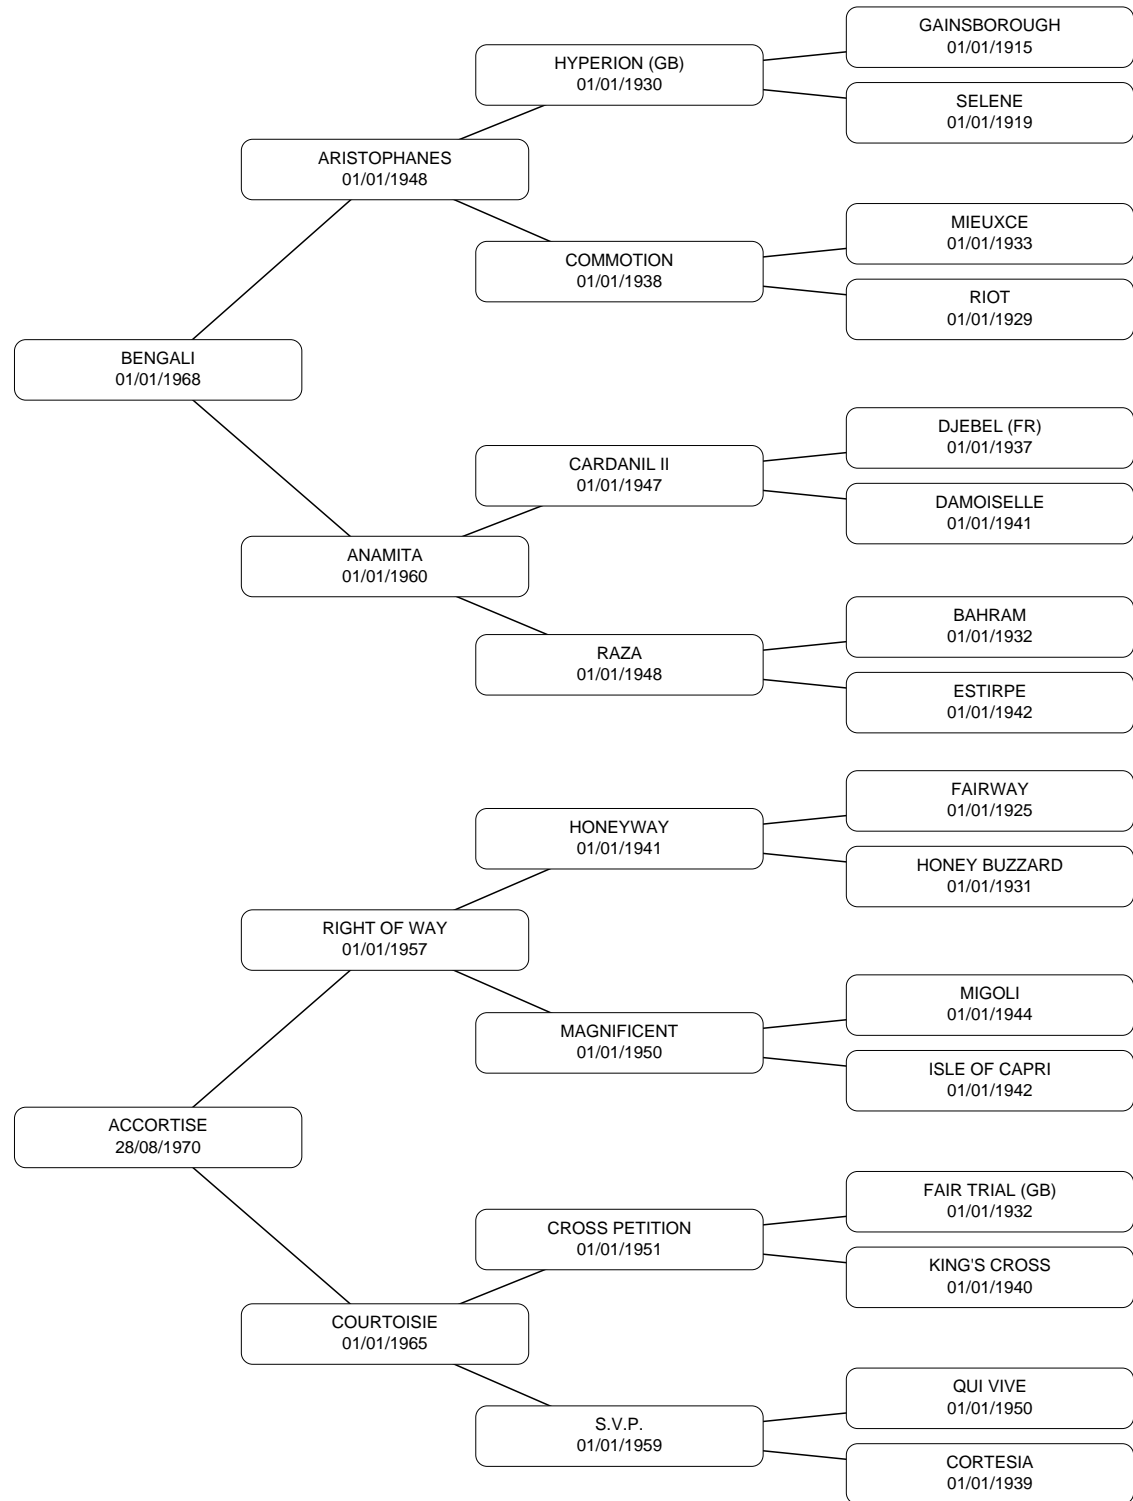 GAINSBOROUGH
01/01/1915
HYPERION (GB)
01/01/1930
SELENE
01/01/1919
ARISTOPHANES
01/01/1948
MIEUXCE
01/01/1933
COMMOTION
01/01/1938
RIOT
01/01/1929
BENGALI
01/01/1968
DJEBEL (FR)
01/01/1937
CARDANIL II
01/01/1947
DAMOISELLE
01/01/1941
ANAMITA
01/01/1960
BAHRAM
01/01/1932
RAZA
01/01/1948
ESTIRPE
01/01/1942
FAIRWAY
01/01/1925
HONEYWAY
01/01/1941
HONEY BUZZARD
01/01/1931
RIGHT OF WAY
01/01/1957
MIGOLI
01/01/1944
MAGNIFICENT
01/01/1950
ISLE OF CAPRI
01/01/1942
ACCORTISE
28/08/1970
FAIR TRIAL (GB)
01/01/1932
CROSS PETITION
01/01/1951
KING'S CROSS
01/01/1940
COURTOISIE
01/01/1965
QUI VIVE
01/01/1950
S.V.P.
01/01/1959
CORTESIA
01/01/1939